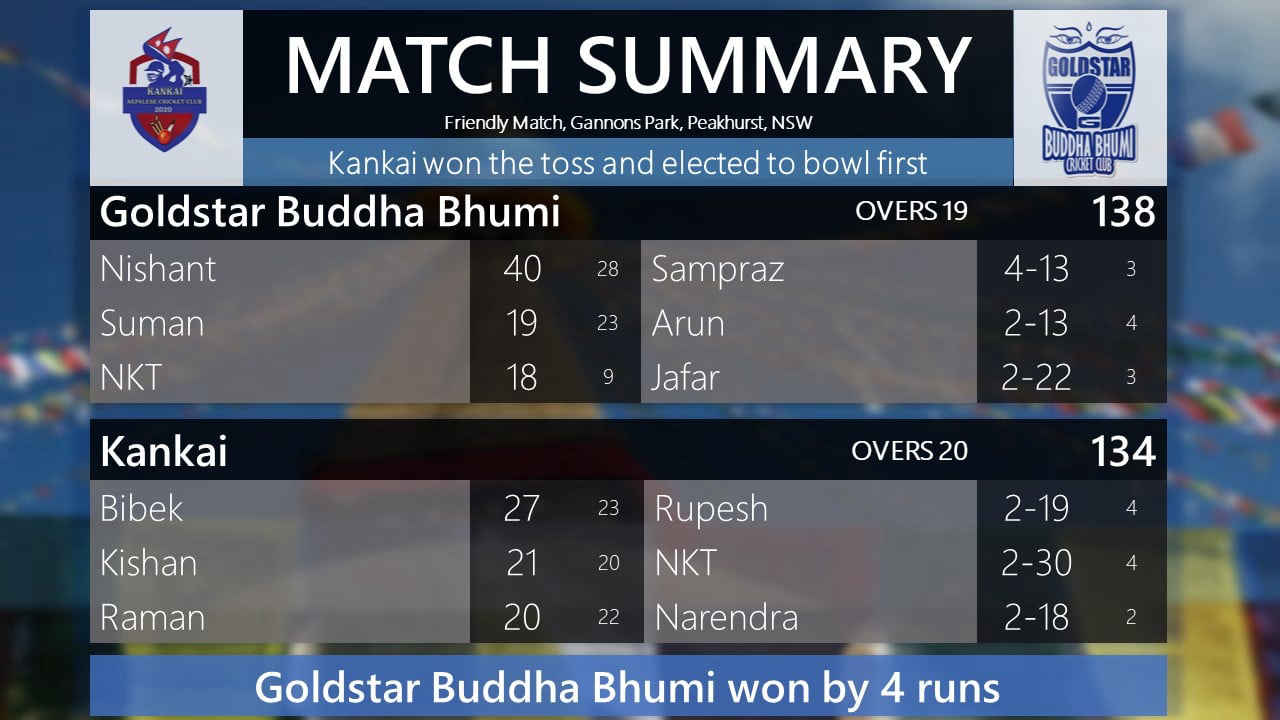 MATCH SUMMARY
Friendly Match, Gannons Park, Peakhurst, NSW
Kankai won the toss and elected to bowl first
KANKAI
NEPALESE CRICKET CLUB
2020
GOLDSTAR
G
BUDDHA BHUMI
CRICKET CLUB
Goldstar Buddha Bhumi OVERS 19 138
Nishant 40 28 Sampraz 4-13 3
Suman 19 23 Arun 2-13 4
NKT 18 9 Jafar 2-22 3
Kankai OVERS 20 134
Bibek 27 23 Rupesh 2-19 4
Kishan 21 20 NKT 2-30 4
Raman 20 22 Narendra 2-18 2
Goldstar Buddha Bhumi won by 4 runs